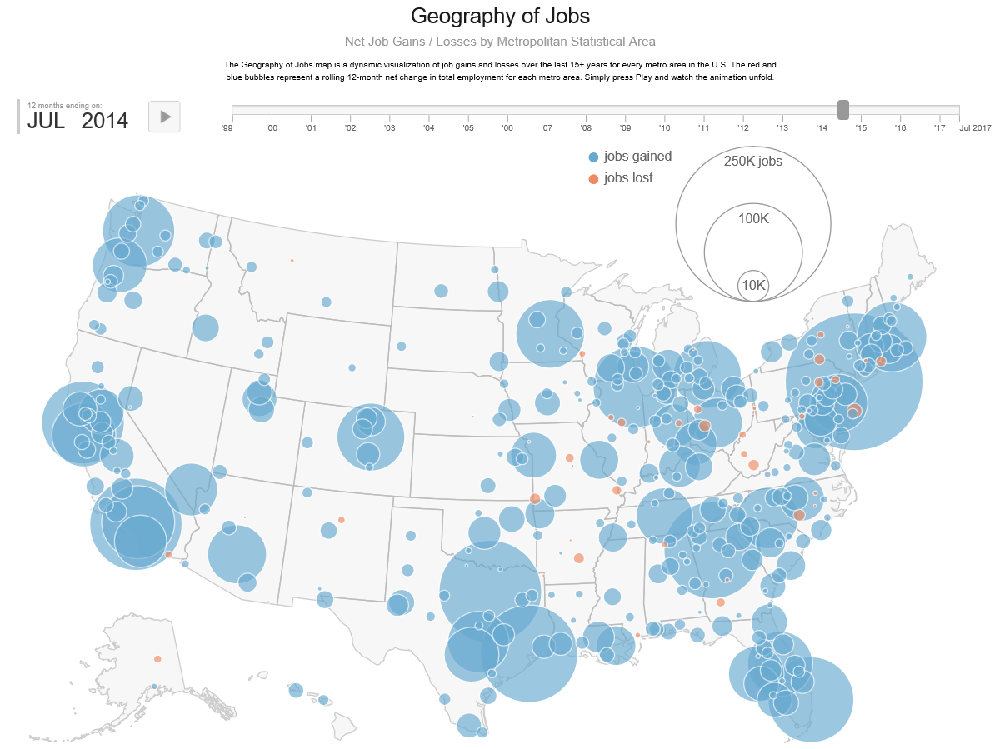 Geography of Jobs
Net Job Gains / Losses by Metropolitan Statistical Area
The Geography of Jobs map is a dynamic visualization of job gains and losses over the last 15+ years for every metro area in the U.S. The red and
blue bubbles represent a rolling 12-month net change in total employment for each metro area. Simply press Play and watch the animation unfold.
12 months ending on:
JUL 2014
'99 '00 '01 '02 '03 '04 '05 '06 '07 '08 '09 '10 '11 '12 '13 '14 '15 '16 '17 Jul 2017
jobs gained
jobs lost
250K jobs
100K
10K